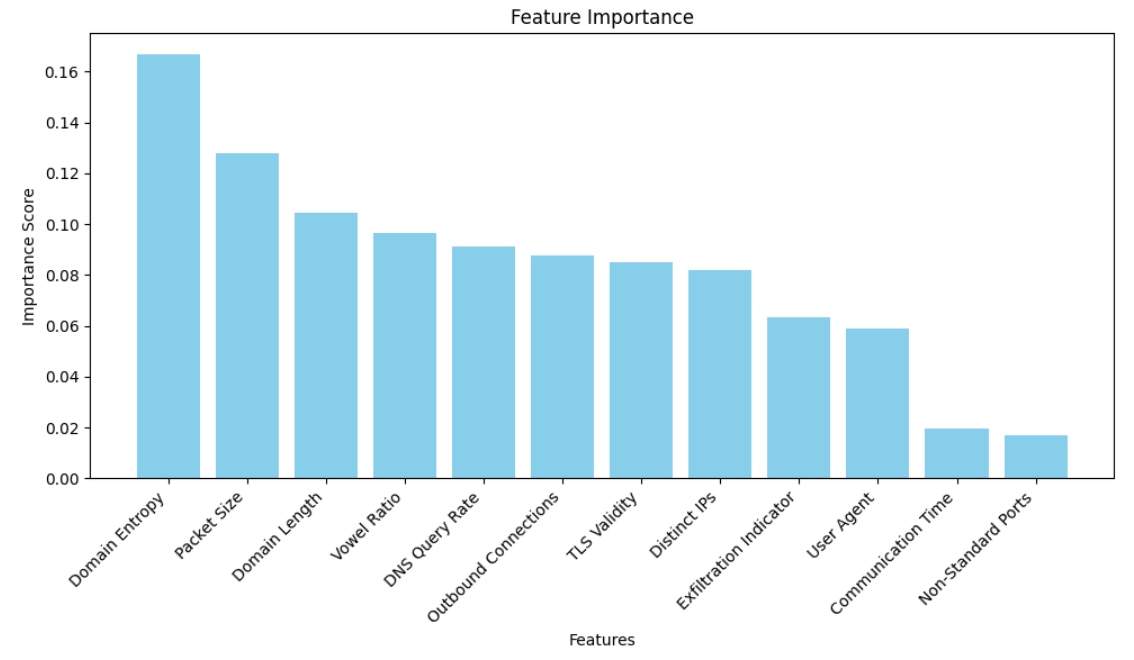 Feature Importance
Importance Score
0.16
0.14
0.12
0.10
0.08
0.06
0.04
0.02
0.00
Domain Entropy
Packet Size
Domain Length
Vowel Ratio
DNS Query Rate
Outbound Connections
TLS Validity
Distinct IPs
Exfiltration Indicator
User Agent
Communication Time
Non-Standard Ports
Features